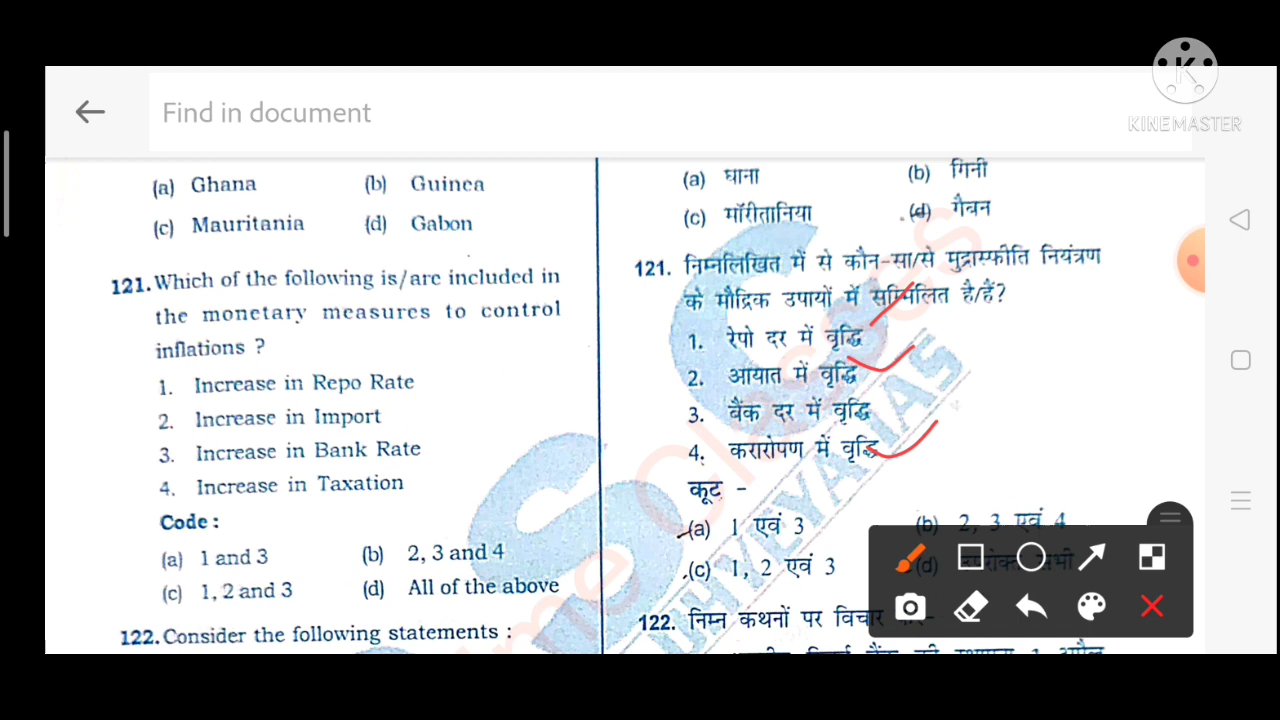 Find in document
KINEMASTER
(a) Ghana (b) Guinea
(c) Mauritania (d) Gabon
121. Which of the following is/are included in
the monetary measures to control
inflations ?
1. Increase in Repo Rate
2. Increase in Import
3. Increase in Bank Rate
4. Increase in Taxation
Code :
(a) 1 and 3 (b) 2, 3 and 4
(c) 1, 2 and 3 (d) All of the above
122. Consider the following statements :
(a) घाना (b) गिनी
(c) मॉरीतानिया (d) गैबन
121. निम्नलिखित में से कौन-सा/से मुद्रास्फीति नियंत्रण
के मौद्रिक उपायों में सम्मिलित है/हैं?
1. रेपो दर में वृद्धि
2. आयात में वृद्धि
3. बैंक दर में वृद्धि
4. करारोपण में वृद्धि
कूट -
(a) 1 एवं 3 (b) 2, 3 एवं 4
(c) 1, 2 एवं 3 (d) उपरोक्त सभी
122. निम्न कथनों पर विचार
Classes
DHYEYAIAS